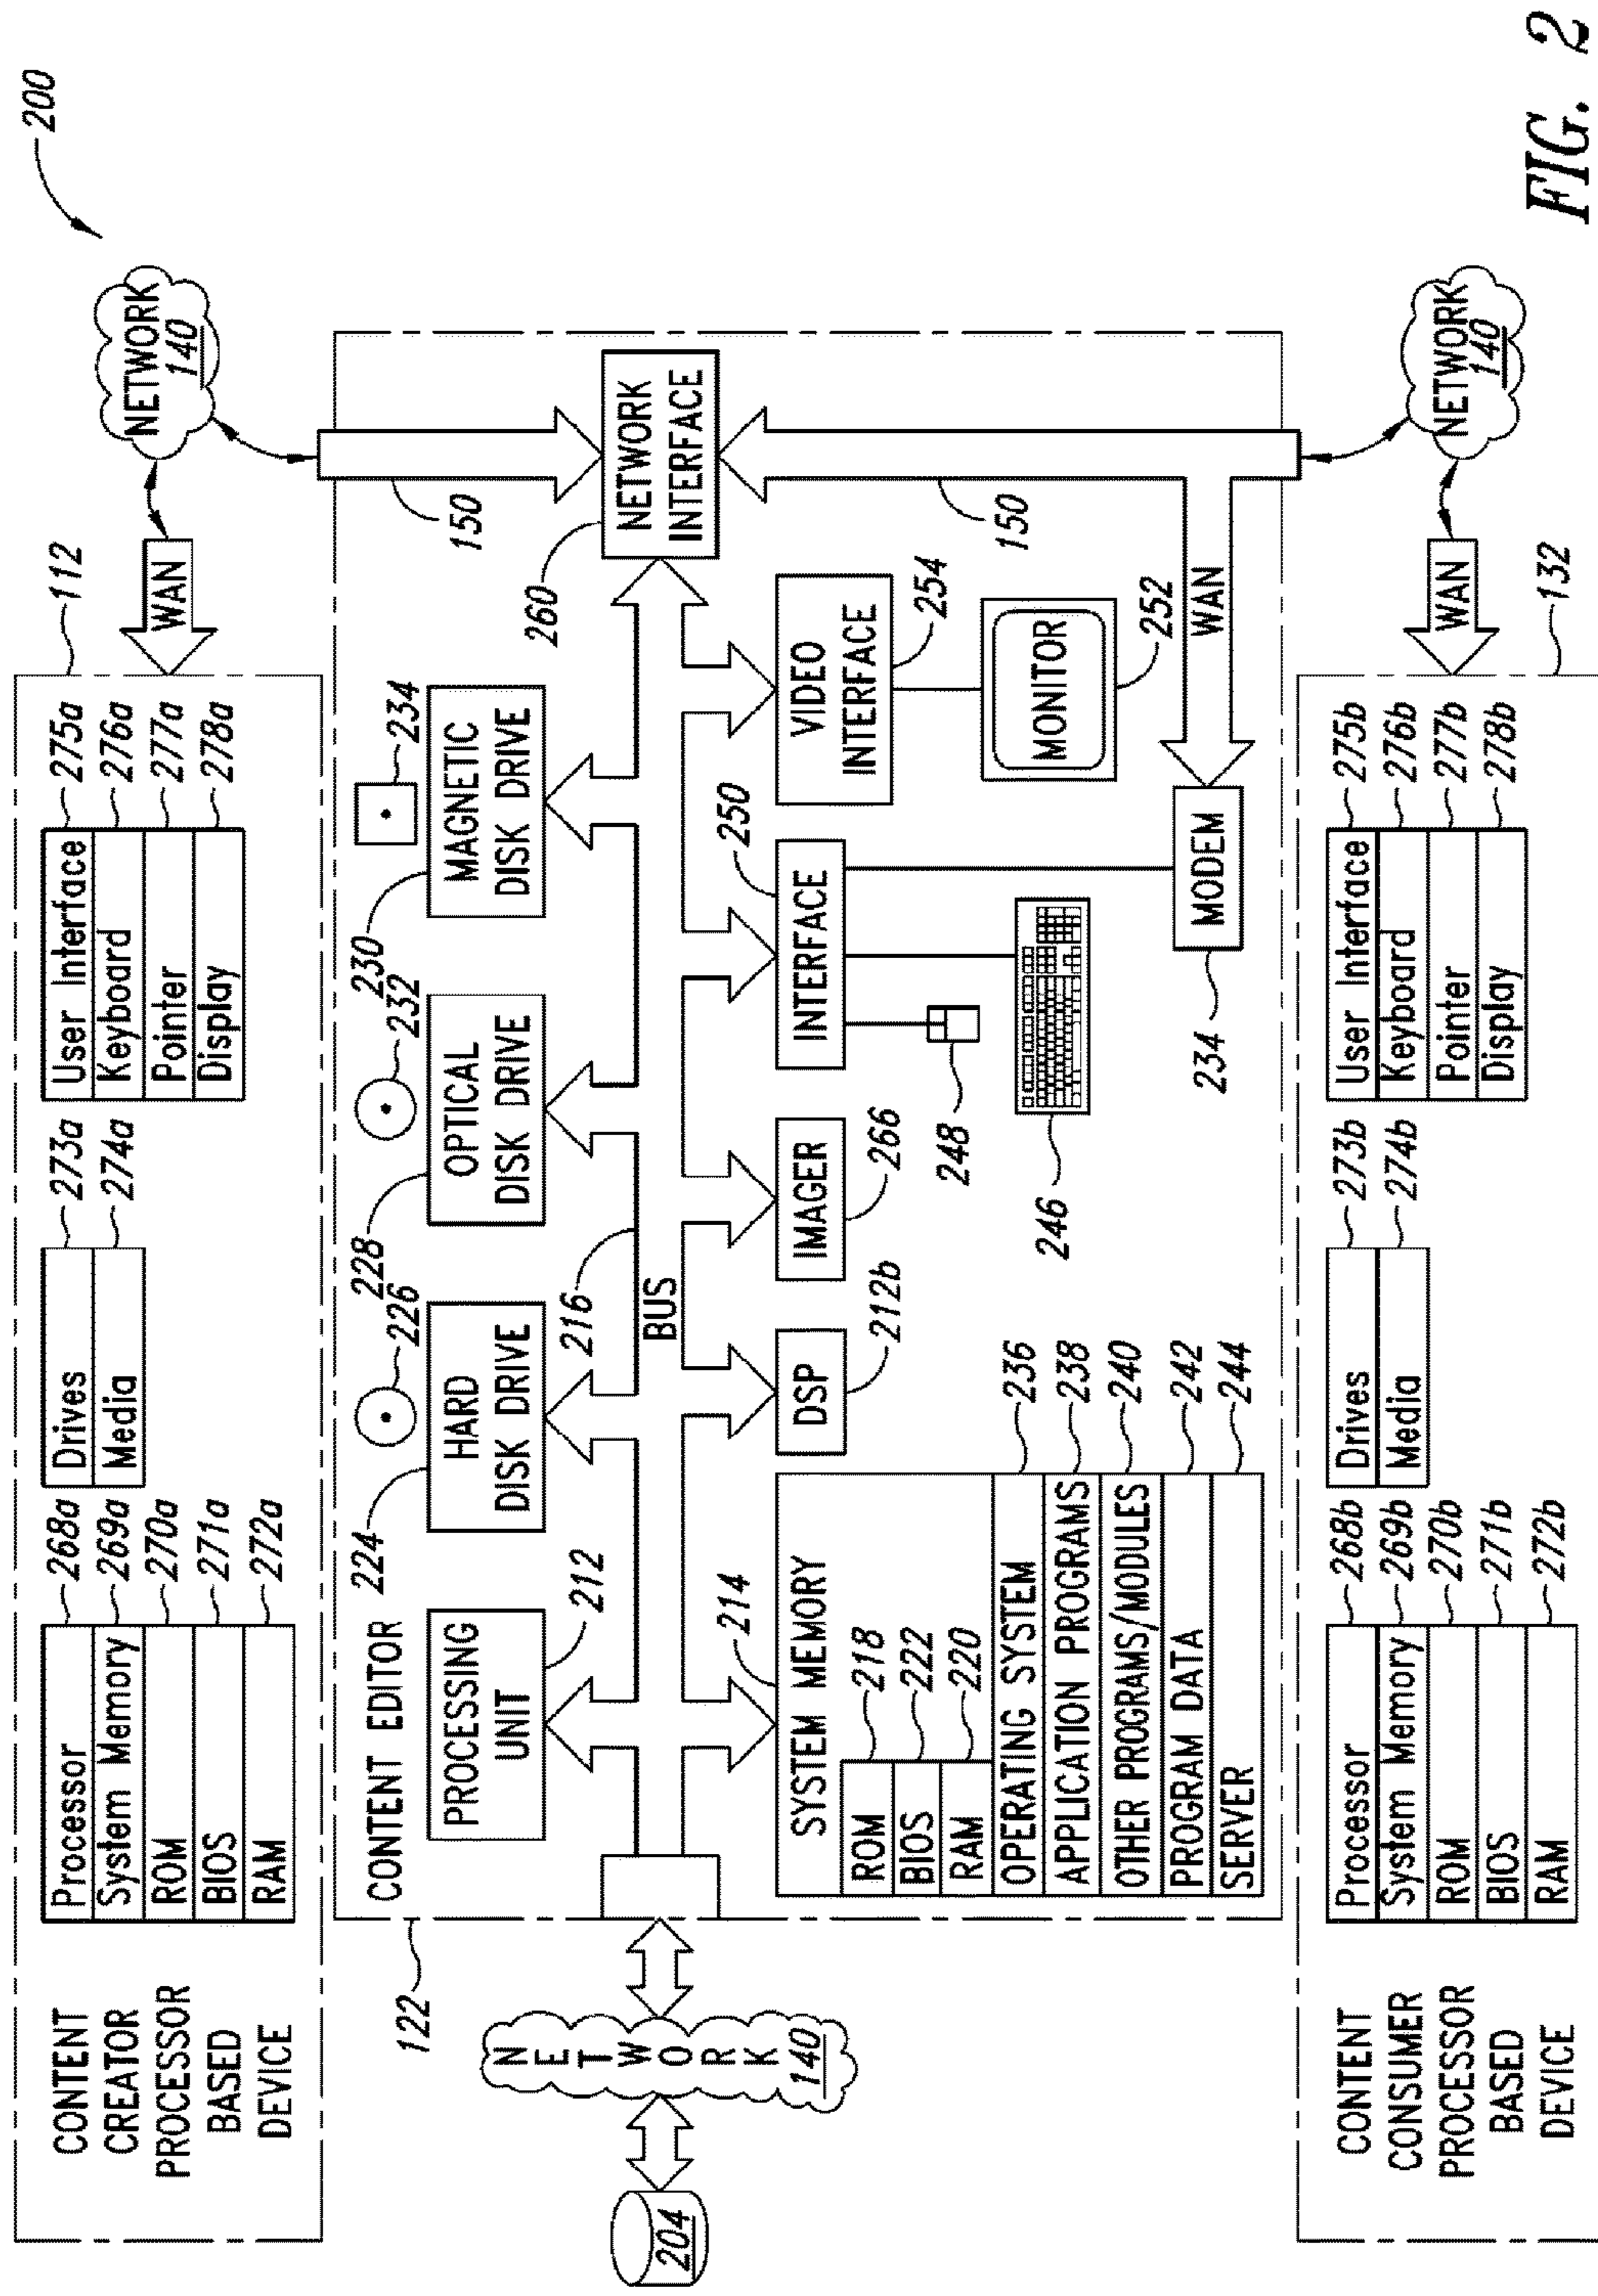 200
CONTENT
CREATOR
PROCESSOR
BASED
DEVICE
Processor
System Memory
ROM
BIOS
RAM
268a
269a
270a
271a
272a
Drives
Media
273a
274a
User Interface
Keyboard
Pointer
Display
275a
276a
277a
278a
112
WAN
NETWORK
140
122
CONTENT EDITOR
224
226
228
232
230
234
PROCESSING
UNIT
212
HARD
DISK DRIVE
OPTICAL
DISK DRIVE
MAGNETIC
DISK DRIVE
150
260
NETWORK
INTERFACE
216
BUS
204
NETWORK
140
214
SYSTEM MEMORY
ROM
218
BIOS
222
RAM
220
OPERATING SYSTEM
236
APPLICATION PROGRAMS
238
OTHER PROGRAMS/MODULES
240
PROGRAM DATA
242
SERVER
244
DSP
212b
IMAGER
266
INTERFACE
250
248
246
VIDEO
INTERFACE
254
MONITOR
252
150
WAN
MODEM
234
CONTENT
CONSUMER
PROCESSOR
BASED
DEVICE
Processor
System Memory
ROM
BIOS
RAM
268b
269b
270b
271b
272b
Drives
Media
273b
274b
User Interface
Keyboard
Pointer
Display
275b
276b
277b
278b
132
WAN
NETWORK
140
FIG. 2